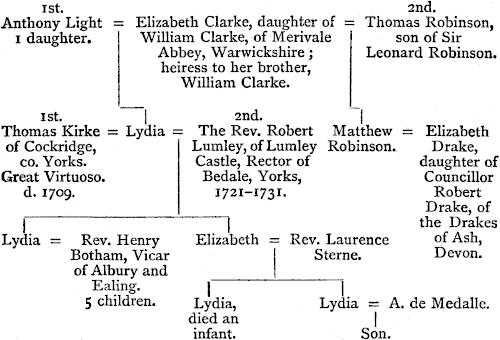 1st.
Anthony Light = Elizabeth Clarke, daughter of = Thomas Robinson,
1 daughter.
William Clarke, of Merivale
Abbey, Warwickshire;
heiress to her brother,
William Clarke.
2nd.
son of Sir
Leonard Robinson.
1st.
Thomas Kirke = Lydia =
of Cockridge,
co. Yorks.
Great Virtuoso.
d. 1709.
2nd.
The Rev. Robert
Lumley, of Lumley
Castle, Rector of
Bedale, Yorks,
1721–1731.
Matthew = Elizabeth
Robinson.
Drake,
daughter of
Councillor
Robert
Drake, of
the Drakes
of Ash,
Devon.
Lydia = Rev. Henry
Botham, Vicar
of Albury and
Ealing.
5 children.
Elizabeth = Rev. Laurence
Sterne.
Lydia,
died an
infant.
Lydia = A. de Medalle.
Son.